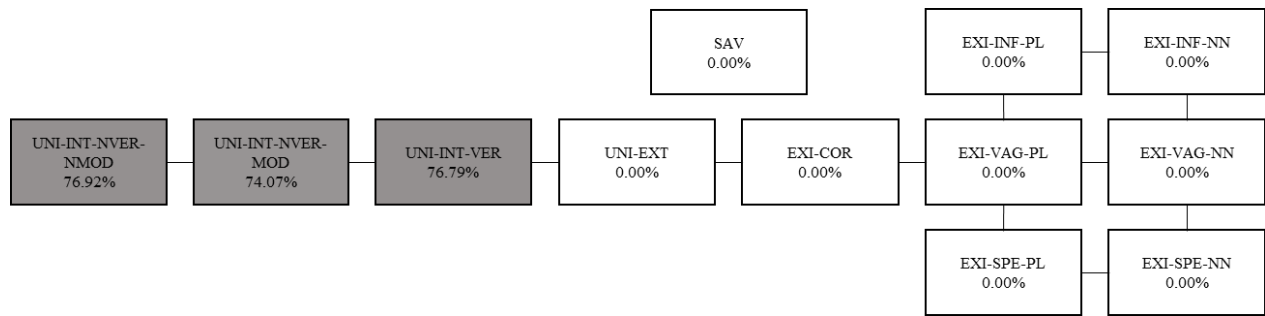 SAV
0.00%
EXI-INF-PL
0.00%
EXI-INF-NN
0.00%
UNI-INT-NVER-
NMOD
76.92%
UNI-INT-NVER-
MOD
74.07%
UNI-INT-VER
76.79%
UNI-EXT
0.00%
EXI-COR
0.00%
EXI-VAG-PL
0.00%
EXI-VAG-NN
0.00%
EXI-SPE-PL
0.00%
EXI-SPE-NN
0.00%